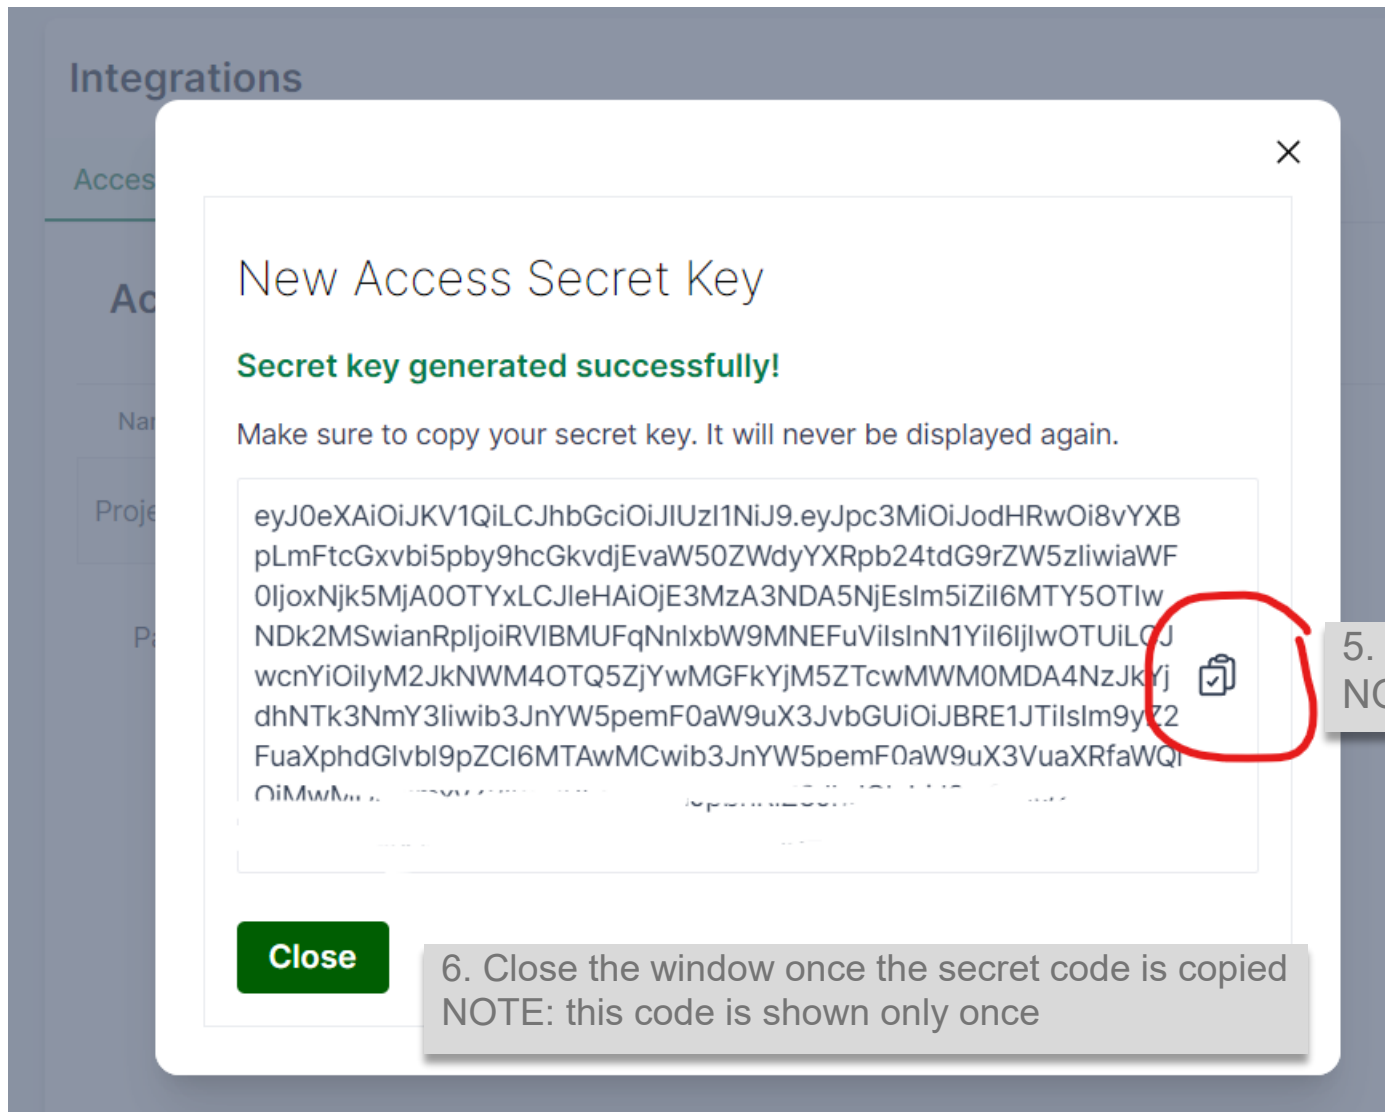 Integrations
Acces
New Access Secret Key
Ac
Secret key generated successfully!
Nar
Make sure to copy your secret key. It will never be displayed again.
Proje
eyJ0eXAiOiJKV1QiLCJhbGciOiJIUzI1NiJ9.eyJpc3MiOiJodHRwOi8vYXB
pLmFtcGxvbi5pby9hcGkvdjEvaW50ZWdyYXRpb24tdG9rZW5zIiwiaWF
0IjoxNjk5MjA0OTYxLCJleHAiOjE3MzA3NDA5NjEsIm5iZiI6MTY5OTIw
NDk2MSwianRpIjoiRVlBMUFqNnlxbW9MNEFuViIsInN1YiI6IjIwOTUiLCJ
wcnYiOiIyM2JkNWM4OTQ5ZjYwMGFkYjM5ZTcwMWM0MDA4NzJkYj
dhNTk3NmY3Iiwib3JnYW5pemF0aW9uX3JvbGUiOiJBRE1JTiIsIm9yZ2
FuaXphdGlvbl9pZCI6MTAwMCwib3JnYW5pemF0aW9uX3VuaXRfaWQi
5.
NO
Close
6. Close the window once the secret code is copied
NOTE: this code is shown only once